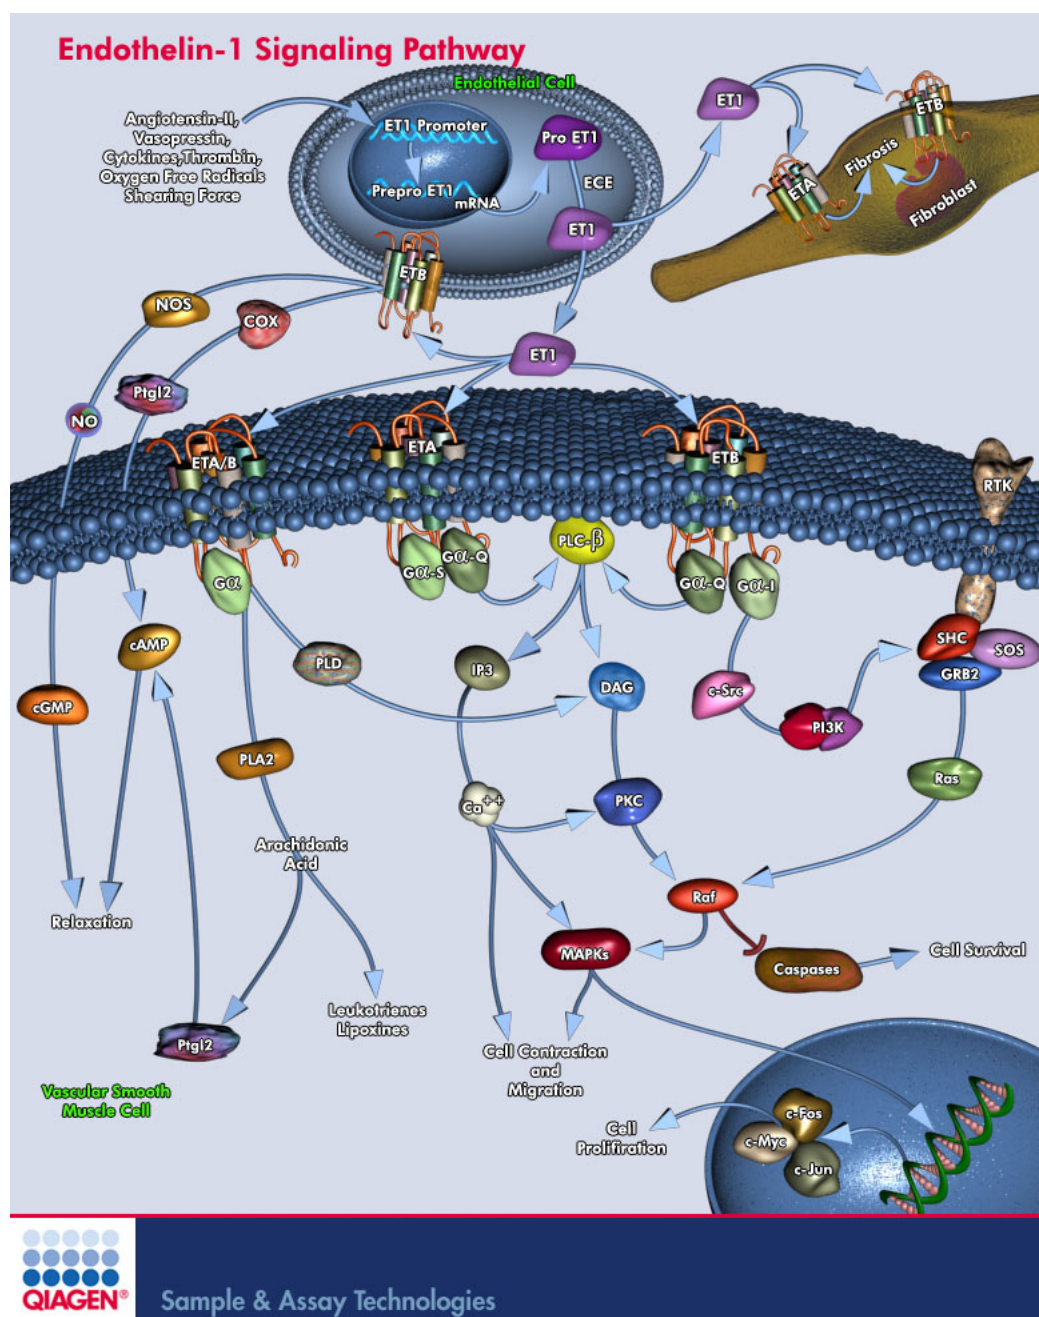 Endothelin-1 Signaling Pathway
Endothelial Cell
Angiotensin-II,
Vasopressin,
Cytokines,Thrombin,
Oxygen Free Radicals
Shearing Force
ET1 Promoter
Prepro ET1
mRNA
Pro ET1
ECE
ET1
ET1
ETB
ETA
Fibrosis
Fibroblast
ETB
NOS
COX
ET1
PtgI2
NO
ETA/B
ETA
ETB
RTK
Gα
Gα-S
Gα-Q
PLC-β
Gα-Q
Gα-I
cAMP
PLD
IP3
DAG
c-Src
SHC
SOS
GRB2
cGMP
PI3K
PLA2
Ca++
PKC
Ras
Arachidonic
Acid
Relaxation
Raf
MAPKs
Caspases
Cell Survival
Leukotrienes
Lipoxines
PtgI2
Cell Contraction
and
Migration
Vascular Smooth
Muscle Cell
Cell
Prolifiration
c-Fos
c-Myc
c-Jun
QIAGEN®
Sample & Assay Technologies